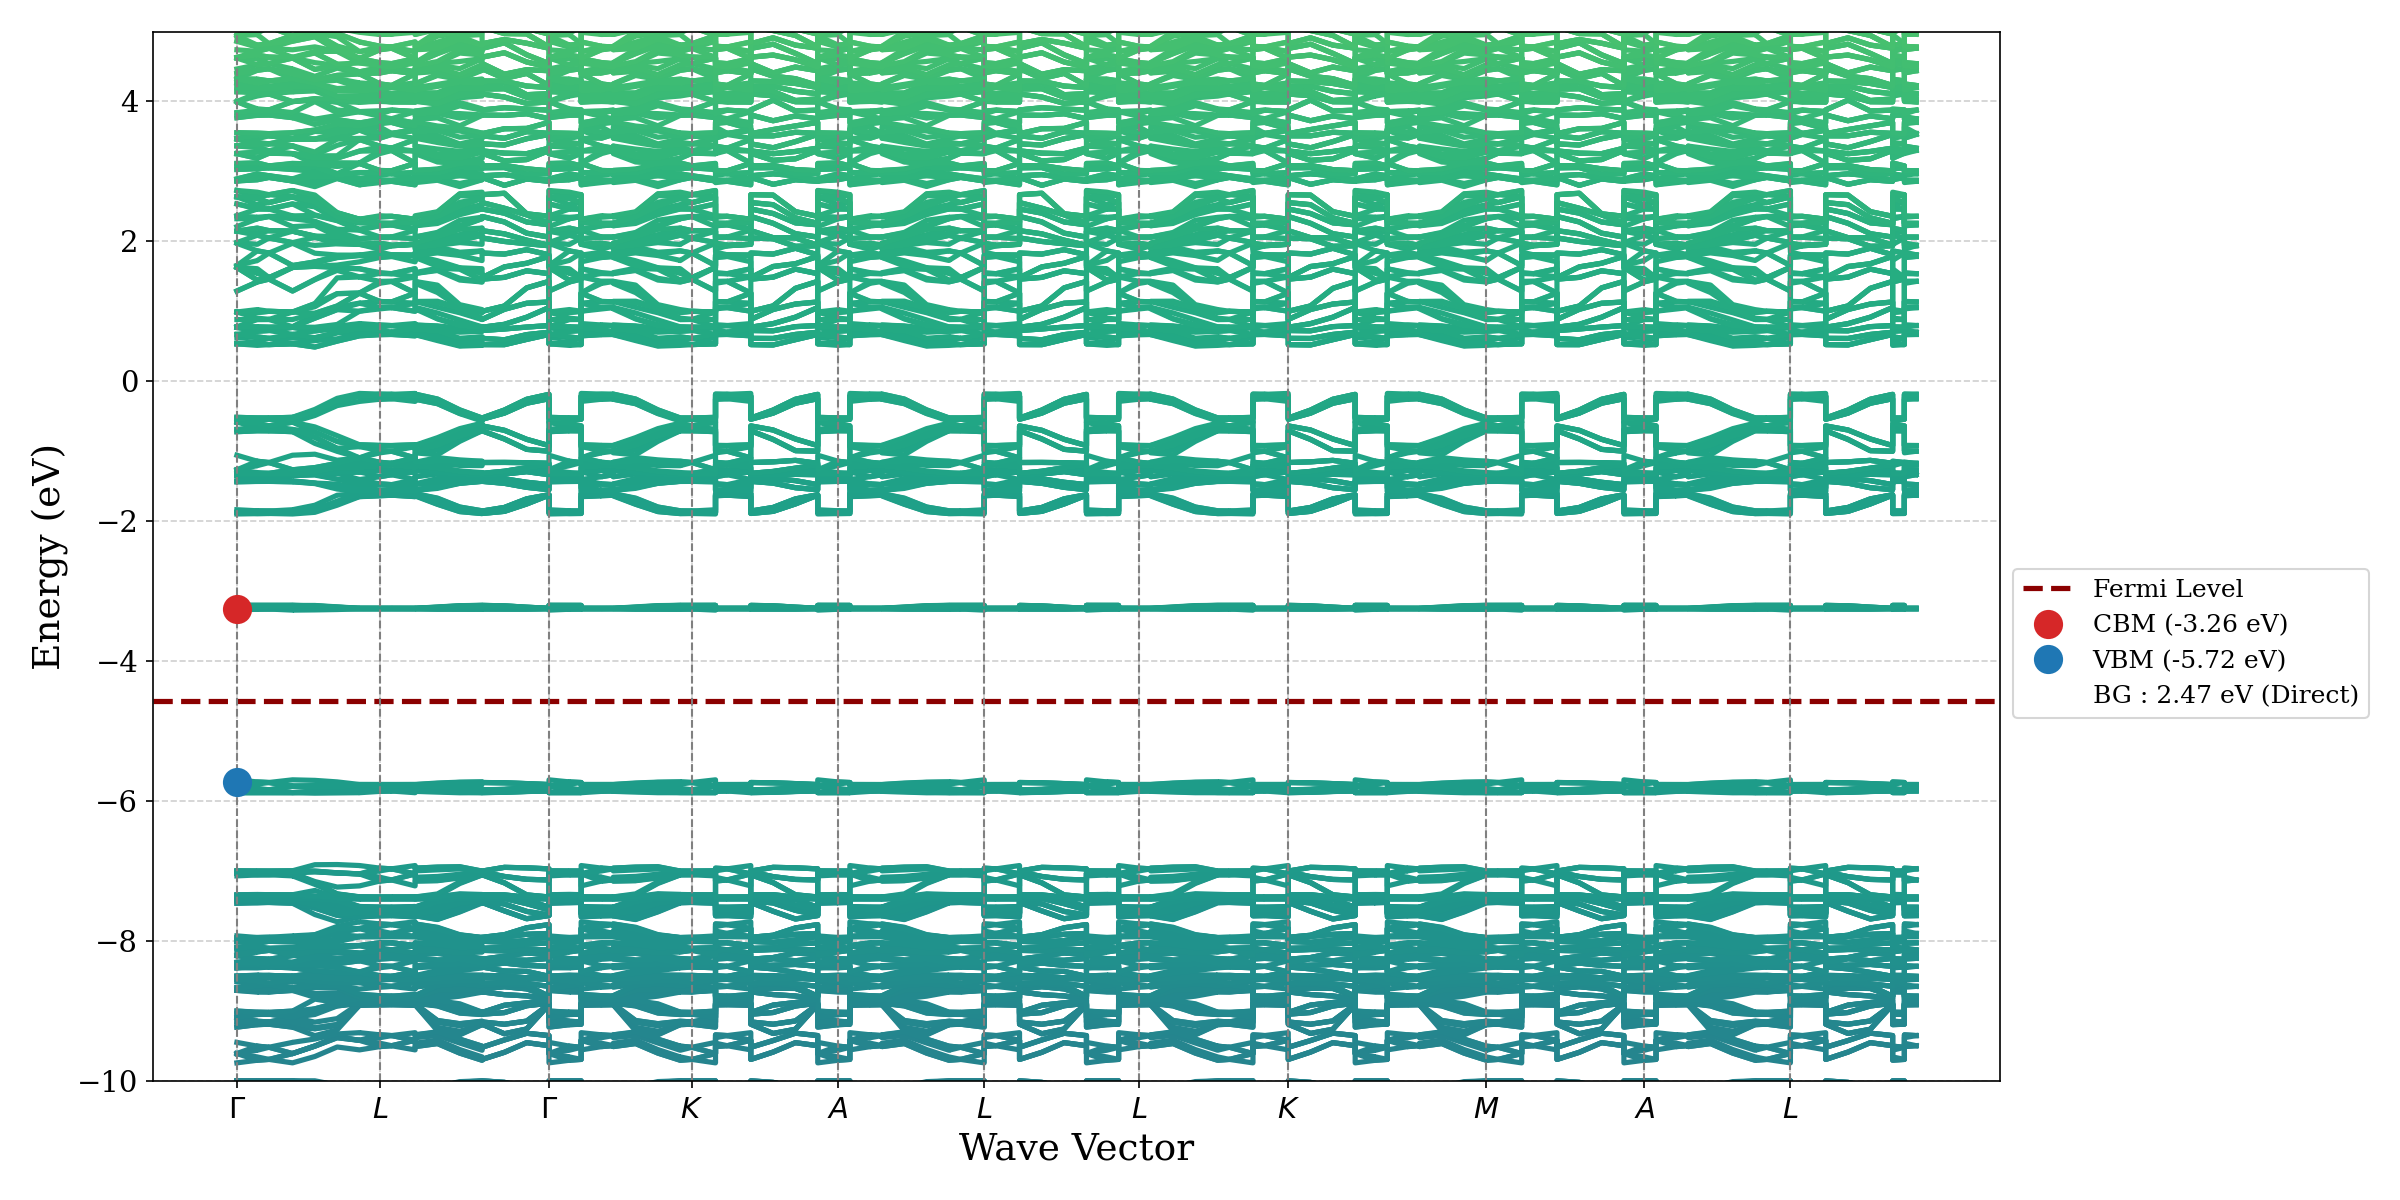 Energy (eV)
4
2
0
−2
−4
−6
−8
−10
Γ L Γ K A L L K M A L
Wave Vector
Fermi Level
CBM (-3.26 eV)
VBM (-5.72 eV)
BG : 2.47 eV (Direct)